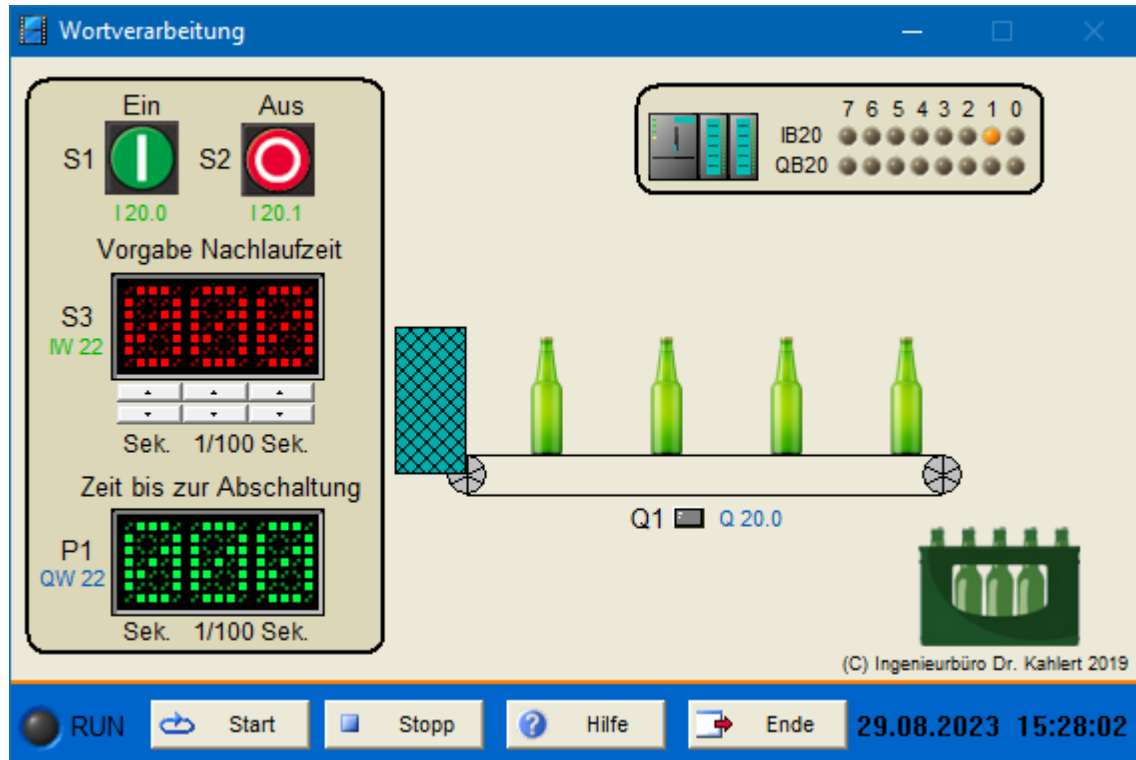 Wortverarbeitung
Ein Aus
S1 S2
I 20.0 I 20.1
Vorgabe Nachlaufzeit
S3
IW 22
000
Sek. 1/100 Sek.
Zeit bis zur Abschaltung
P1
QW 22
000
Sek. 1/100 Sek.
7 6 5 4 3 2 1 0
IB20
QB20
Q1 Q 20.0
(C) Ingenieurbüro Dr. Kahlert 2019
RUN Start Stopp Hilfe Ende 29.08.2023 15:28:02